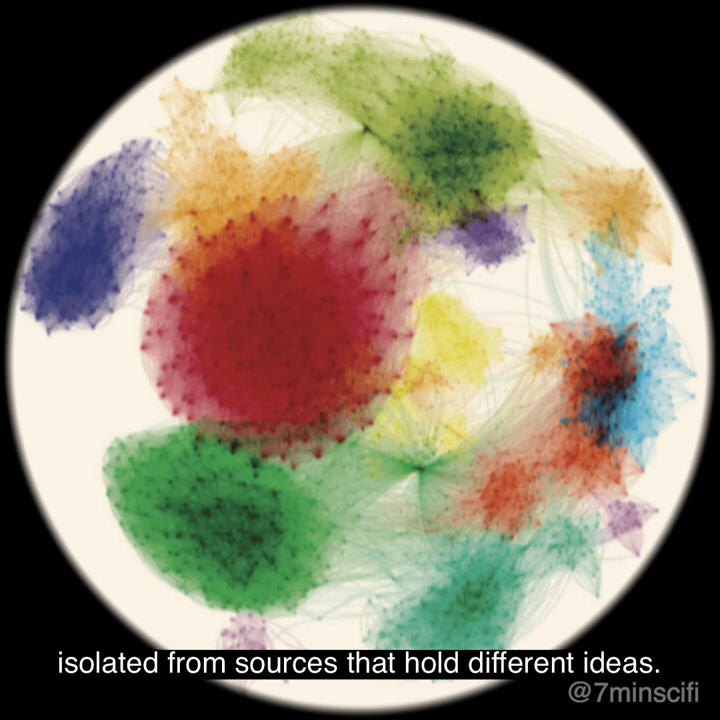 isolated from sources that hold different ideas.
@7minscifi